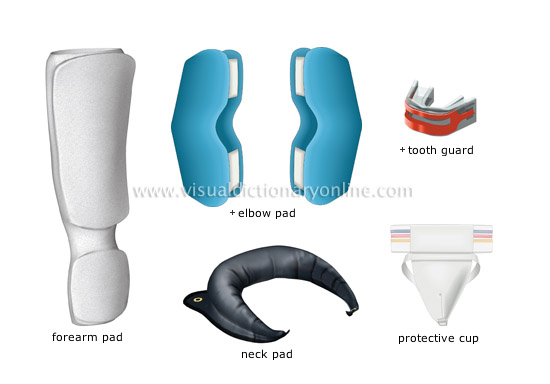 + tooth guard
www.visualdictionaryonline.com
+ elbow pad
forearm pad
neck pad
protective cup